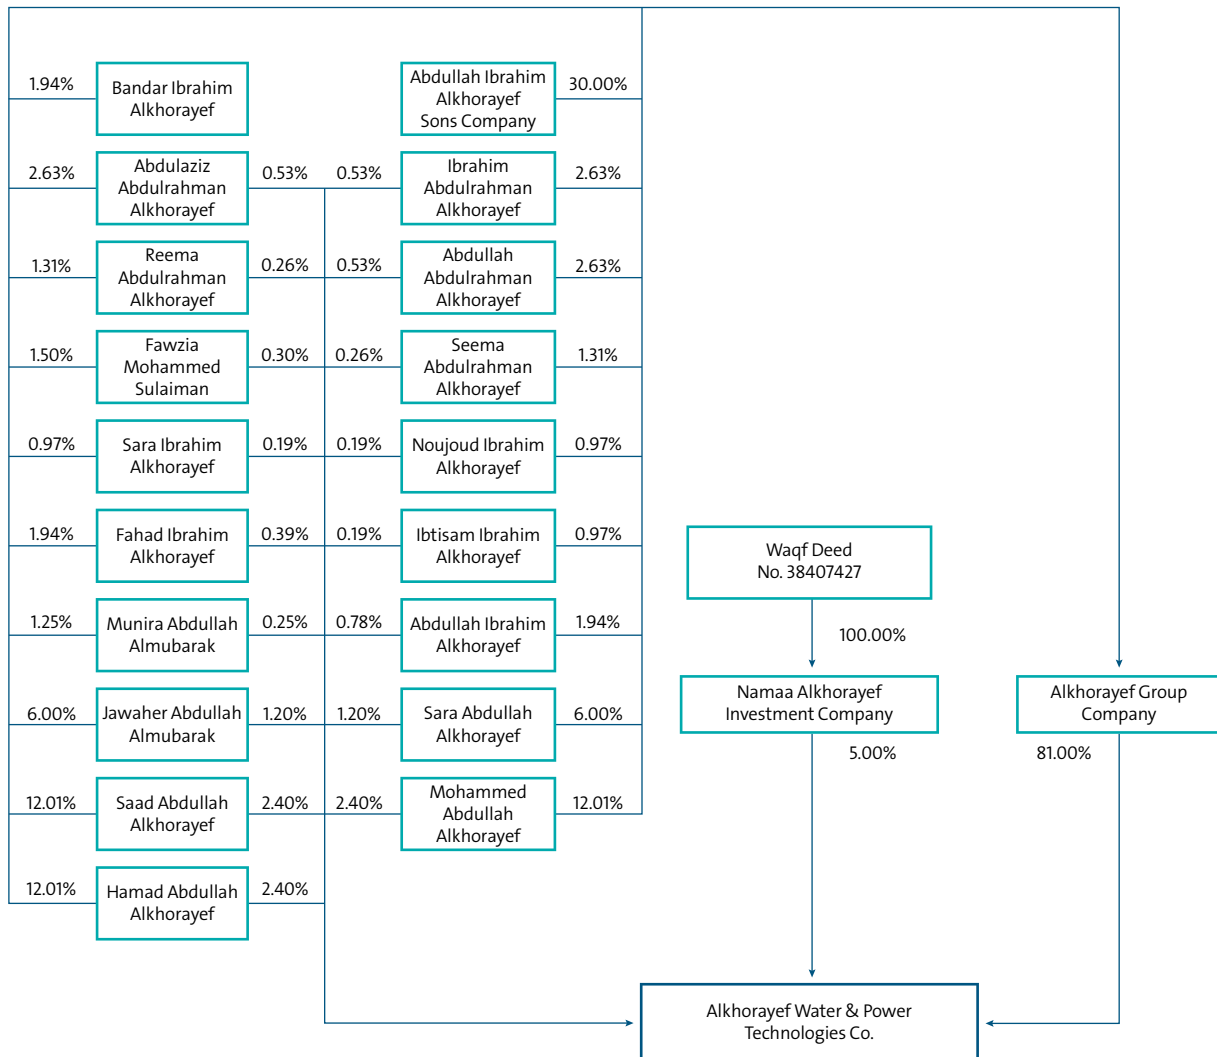 1.94%
Bandar Ibrahim
Alkhorayef
Abdullah Ibrahim
Alkhorayef
Sons Company
30.00%
2.63%
Abdulaziz
Abdulrahman
Alkhorayef
0.53%
0.53%
Ibrahim
Abdulrahman
Alkhorayef
2.63%
1.31%
Reema
Abdulrahman
Alkhorayef
0.26%
0.53%
Abdullah
Abdulrahman
Alkhorayef
2.63%
1.50%
Fawzia
Mohammed
Sulaiman
0.30%
0.26%
Seema
Abdulrahman
Alkhorayef
1.31%
0.97%
Sara Ibrahim
Alkhorayef
0.19%
0.19%
Noujoud Ibrahim
Alkhorayef
0.97%
1.94%
Fahad Ibrahim
Alkhorayef
0.39%
0.19%
Ibtisam Ibrahim
Alkhorayef
0.97%
Waqf Deed
No. 38407427
100.00%
1.25%
Munira Abdullah
Almubarak
0.25%
0.78%
Abdullah Ibrahim
Alkhorayef
1.94%
6.00%
Jawaher Abdullah
Almubarak
1.20%
1.20%
Sara Abdullah
Alkhorayef
6.00%
Namaa Alkhorayef
Investment Company
Alkhorayef Group
Company
5.00%
81.00%
12.01%
Saad Abdullah
Alkhorayef
2.40%
2.40%
Mohammed
Abdullah
Alkhorayef
12.01%
12.01%
Hamad Abdullah
Alkhorayef
2.40%
Alkhorayef Water & Power
Technologies Co.